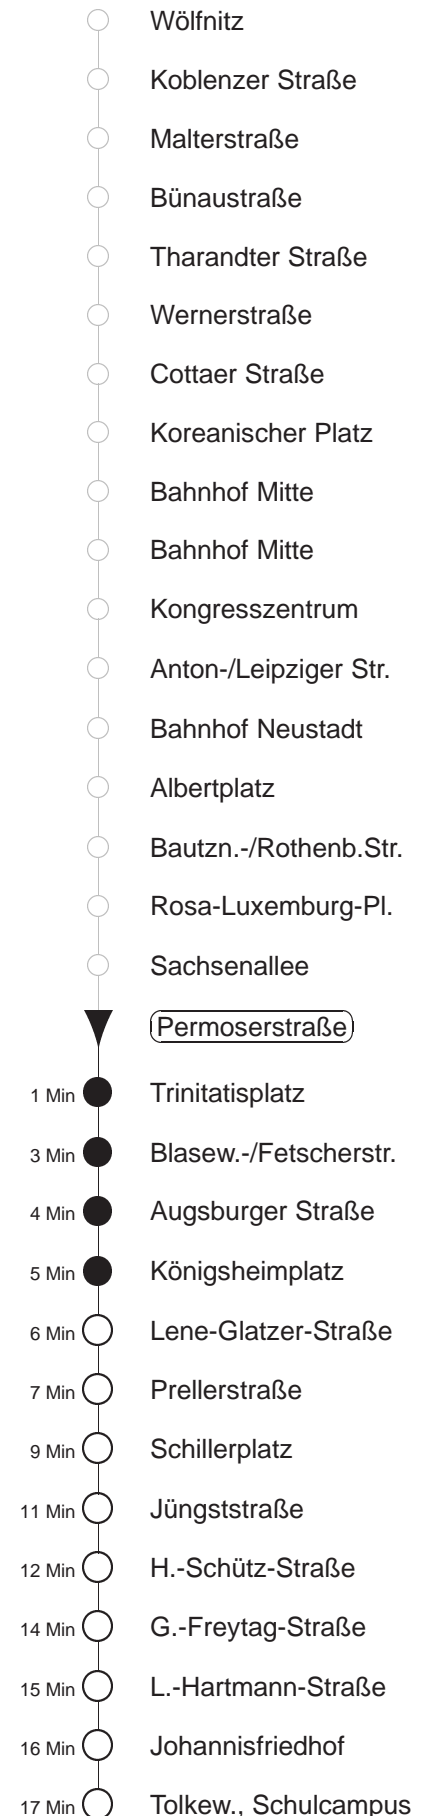 Wölfnitz
Koblenzer Straße
Malterstraße
Bünaustraße
Tharandter Straße
Wernerstraße
Cottaer Straße
Koreanischer Platz
Bahnhof Mitte
Bahnhof Mitte
Kongresszentrum
Anton-/Leipziger Str.
Bahnhof Neustadt
Albertplatz
Bautzn.-/Rothenb.Str.
Rosa-Luxemburg-Pl.
Sachsenallee
Permoserstraße
1 Min Trinitatisplatz
3 Min Blasew.-/Fetscherstr.
4 Min Augsburger Straße
5 Min Königsheimplatz
6 Min Lene-Glatzer-Straße
7 Min Prellerstraße
9 Min Schillerplatz
11 Min Jüngststraße
12 Min H.-Schütz-Straße
14 Min G.-Freytag-Straße
15 Min L.-Hartmann-Straße
16 Min Johannisfriedhof
17 Min Tolkew., Schulcampus